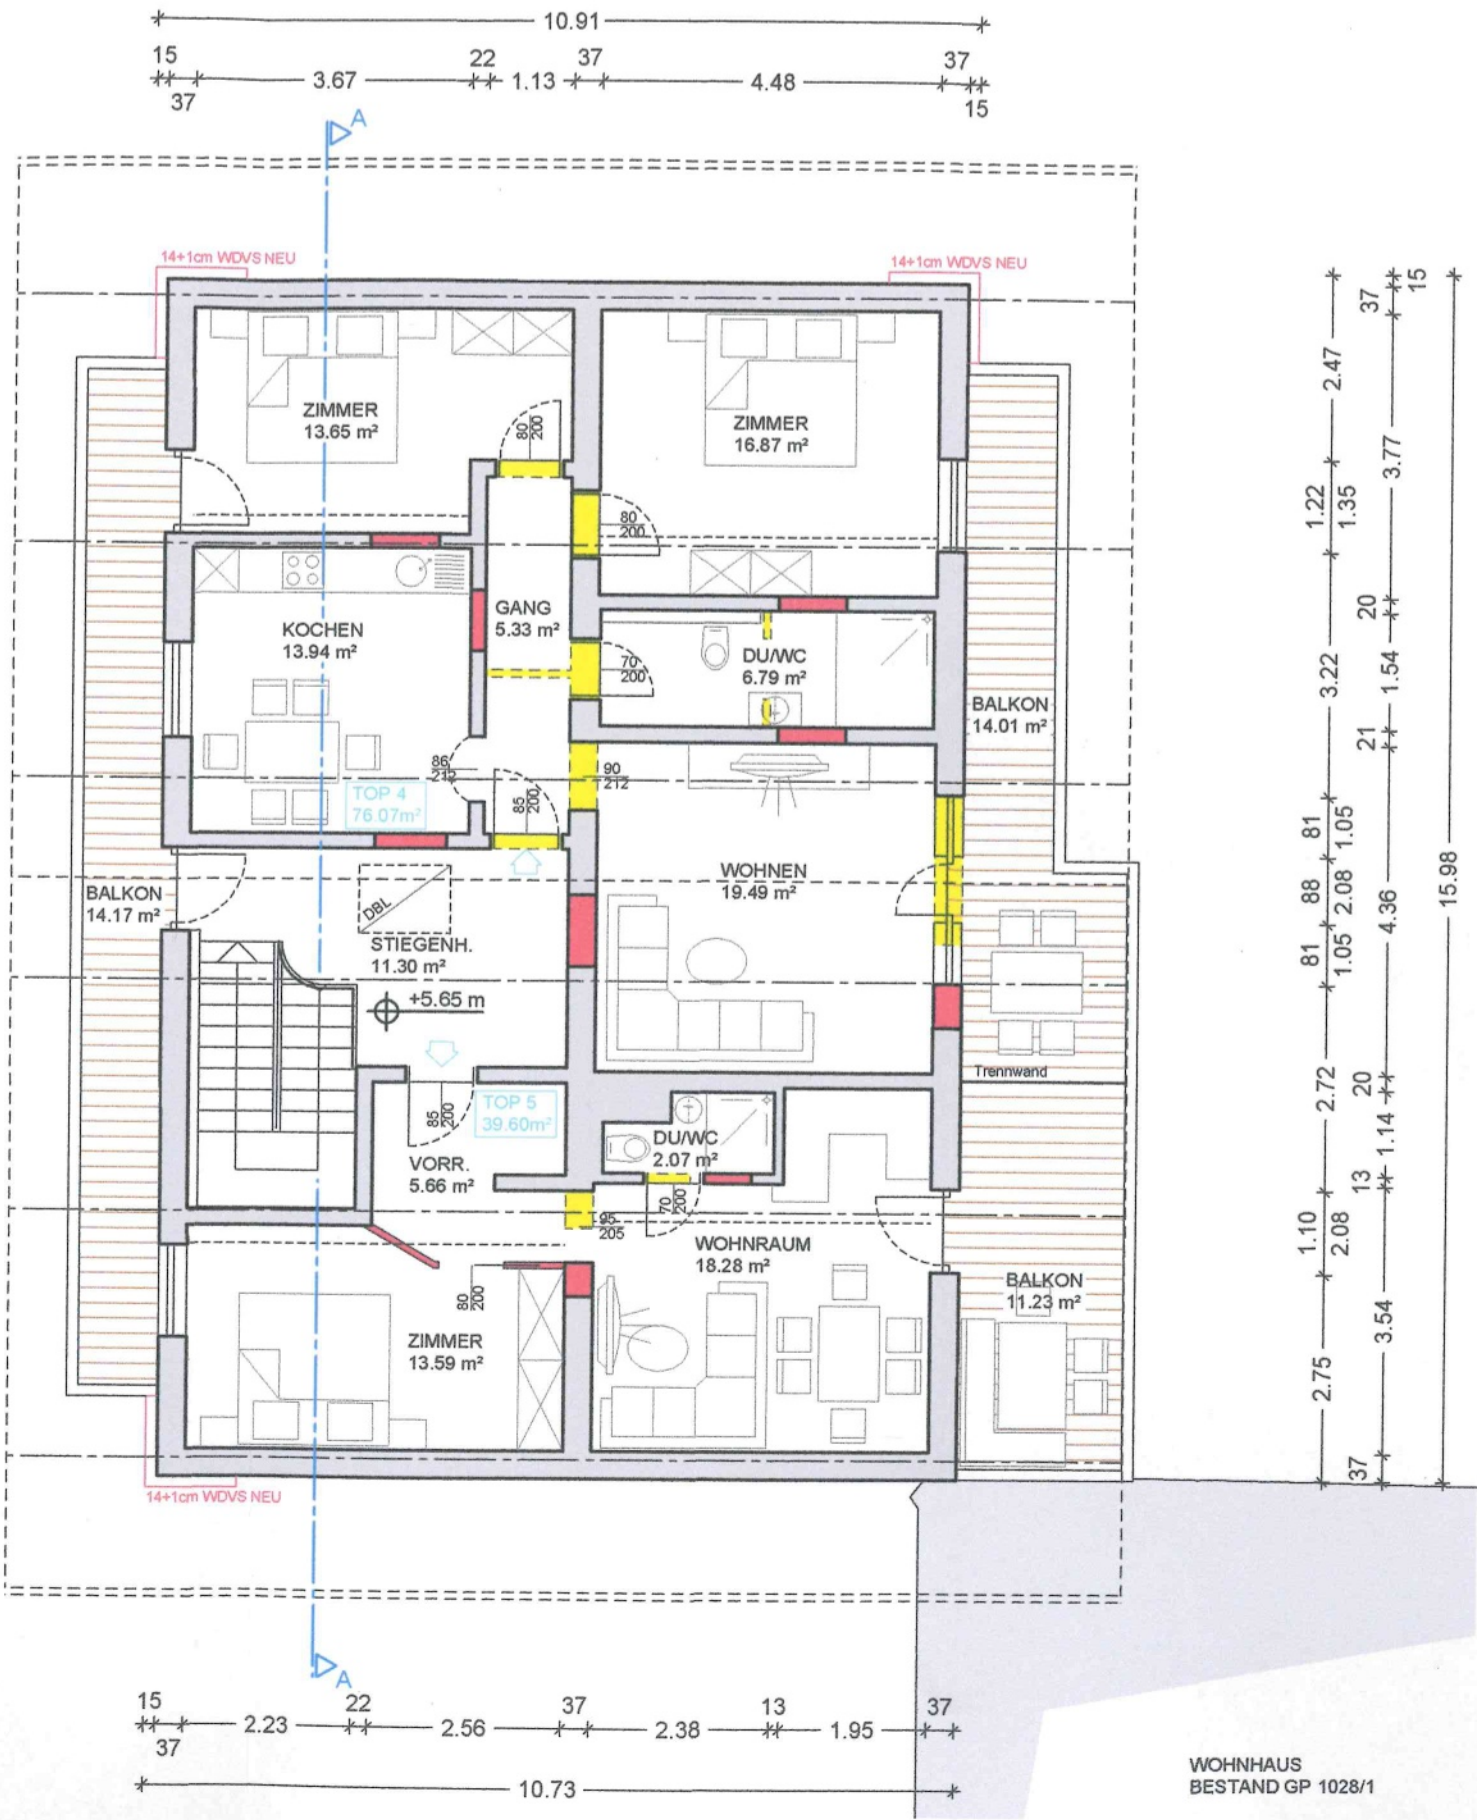 10.91
15 22 37 37
3.67 1.13 4.48
37 15
A
14+1cm WDVS NEU
14+1cm WDVS NEU
ZIMMER
13.65 m²
80
200
ZIMMER
16.87 m²
80
200
KOCHEN
13.94 m²
GANG
5.33 m²
70
200
DU/WC
6.79 m²
BALKON
14.01 m²
86
212
90
212
85
200
TOP 4
76.07m²
WOHNEN
19.49 m²
BALKON
14.17 m²
DBL
STIEGENH.
11.30 m²
+5.65 m
Trennwand
85
200
TOP 5
39.60m²
VORR.
5.66 m²
DU/WC
2.07 m²
70
200
95
205
WOHNRAUM
18.28 m²
BALKON
11.23 m²
80
200
ZIMMER
13.59 m²
14+1cm WDVS NEU
A
2.47
1.22
1.35
3.22
81
1.05
88
2.08
81
1.05
2.72
1.10
2.08
2.75
15
37
3.77
20
1.54
21
4.36
20
1.14
13
3.54
37
15.98
15 22 37 13 37
2.23 2.56 2.38 1.95
37
10.73
WOHNHAUS
BESTAND GP 1028/1